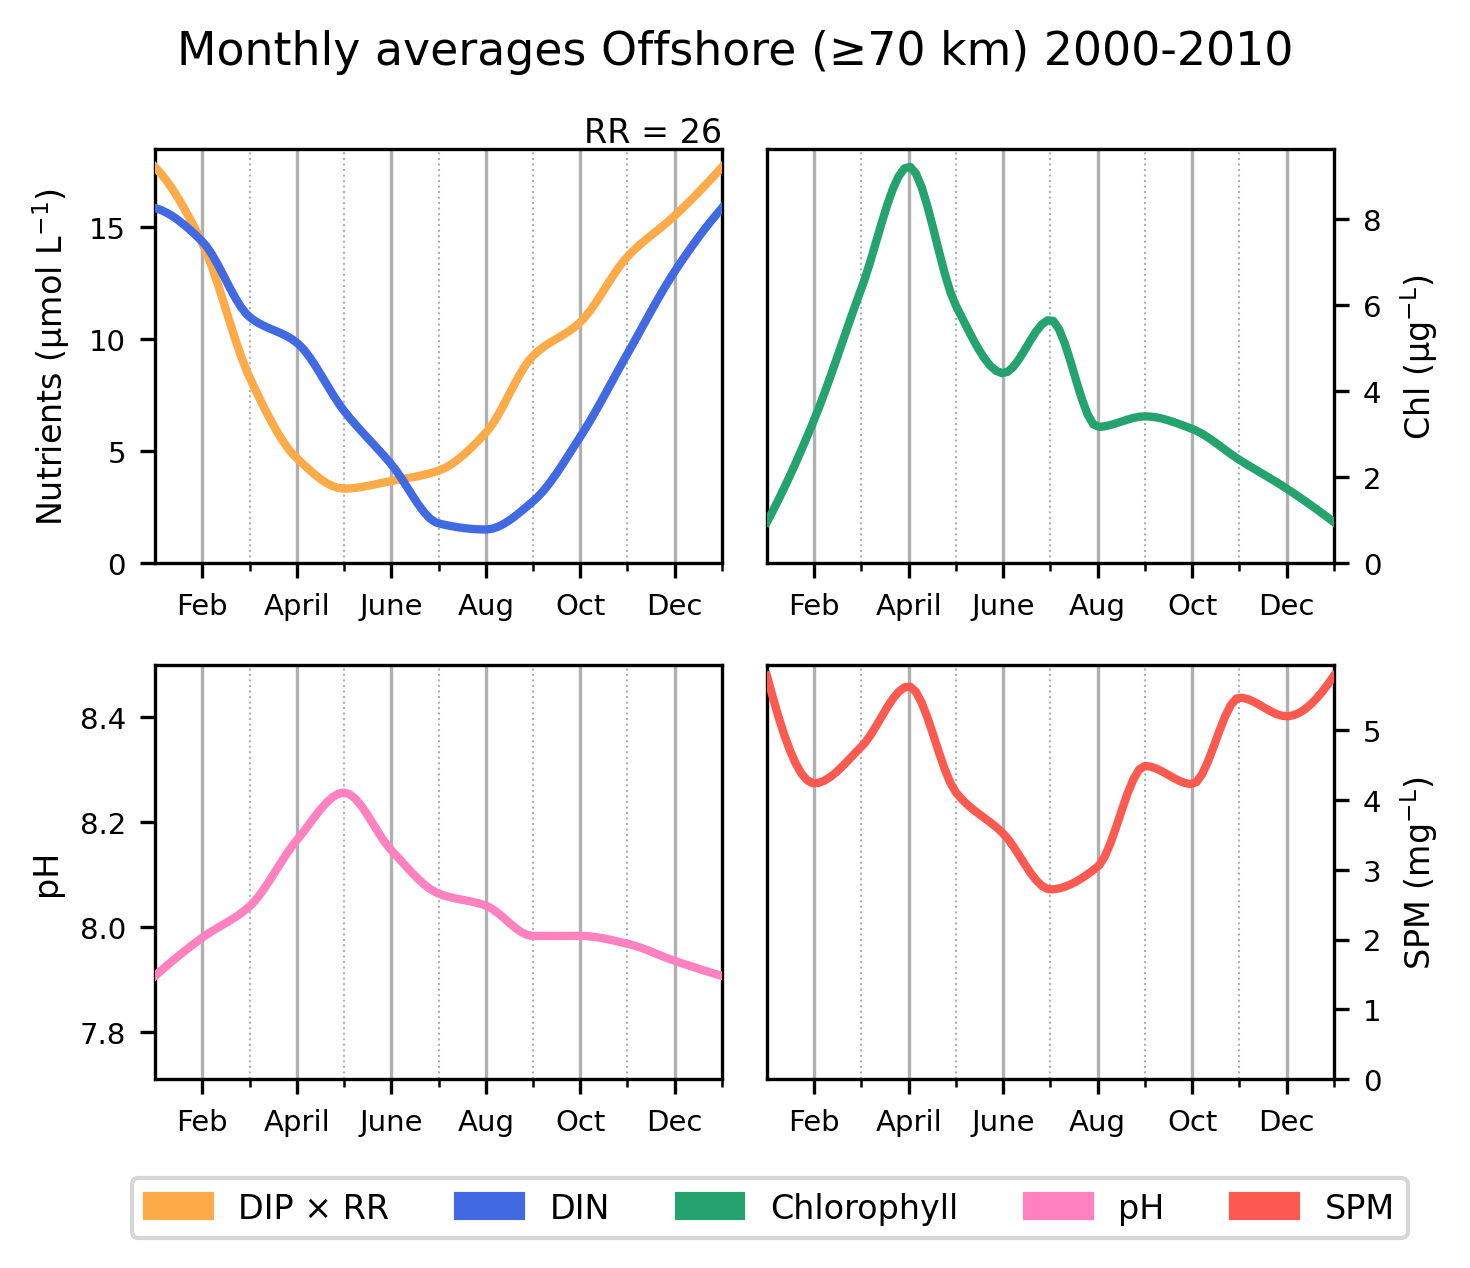 Monthly averages Offshore (≥70 km) 2000-2010
RR = 26
Nutrients (μmol L⁻¹)
15
10
5
0
Feb April June Aug Oct Dec
Chl (μg⁻ᴸ)
8
6
4
2
0
Feb April June Aug Oct Dec
pH
8.4
8.2
8.0
7.8
Feb April June Aug Oct Dec
SPM (mg⁻ᴸ)
5
4
3
2
1
0
Feb April June Aug Oct Dec
DIP × RR DIN Chlorophyll pH SPM